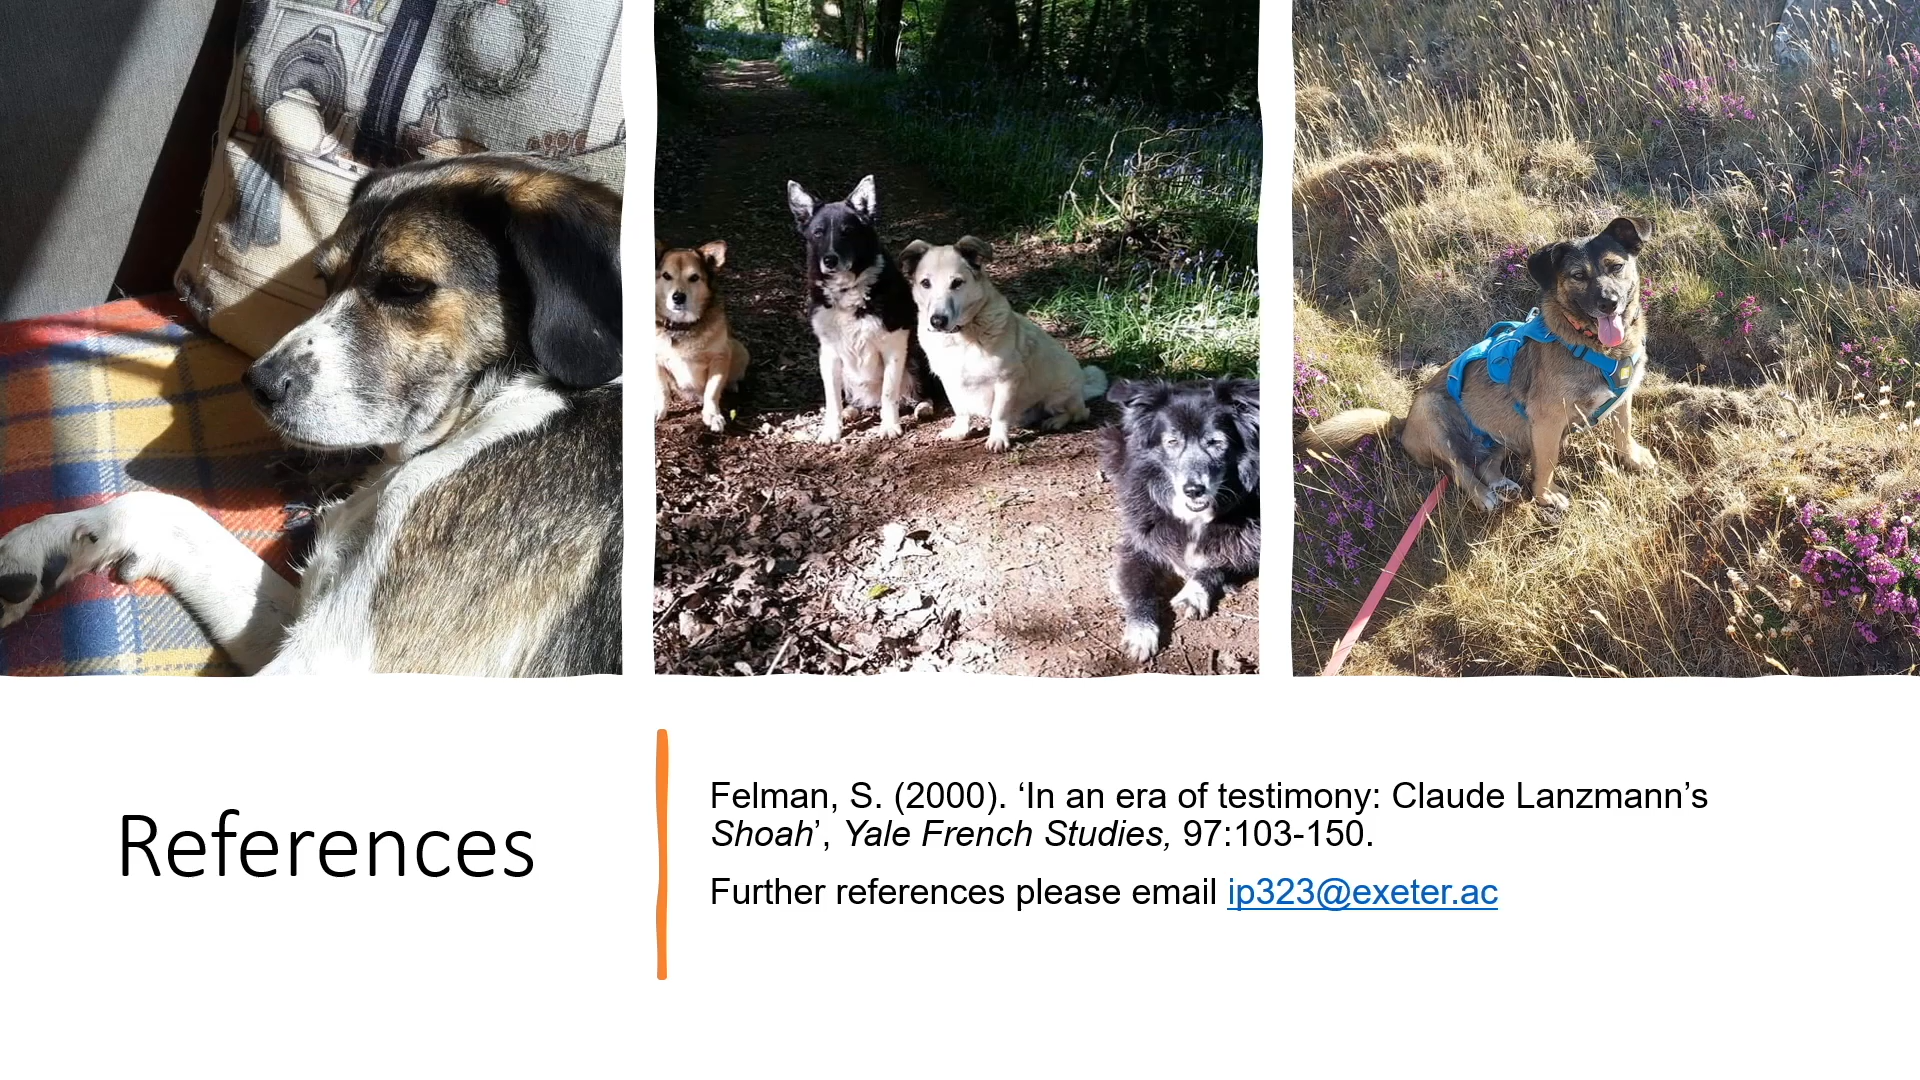 References
Felman, S. (2000). ‘In an era of testimony: Claude Lanzmann’s
Shoah’, Yale French Studies, 97:103-150.
Further references please email ip323@exeter.ac